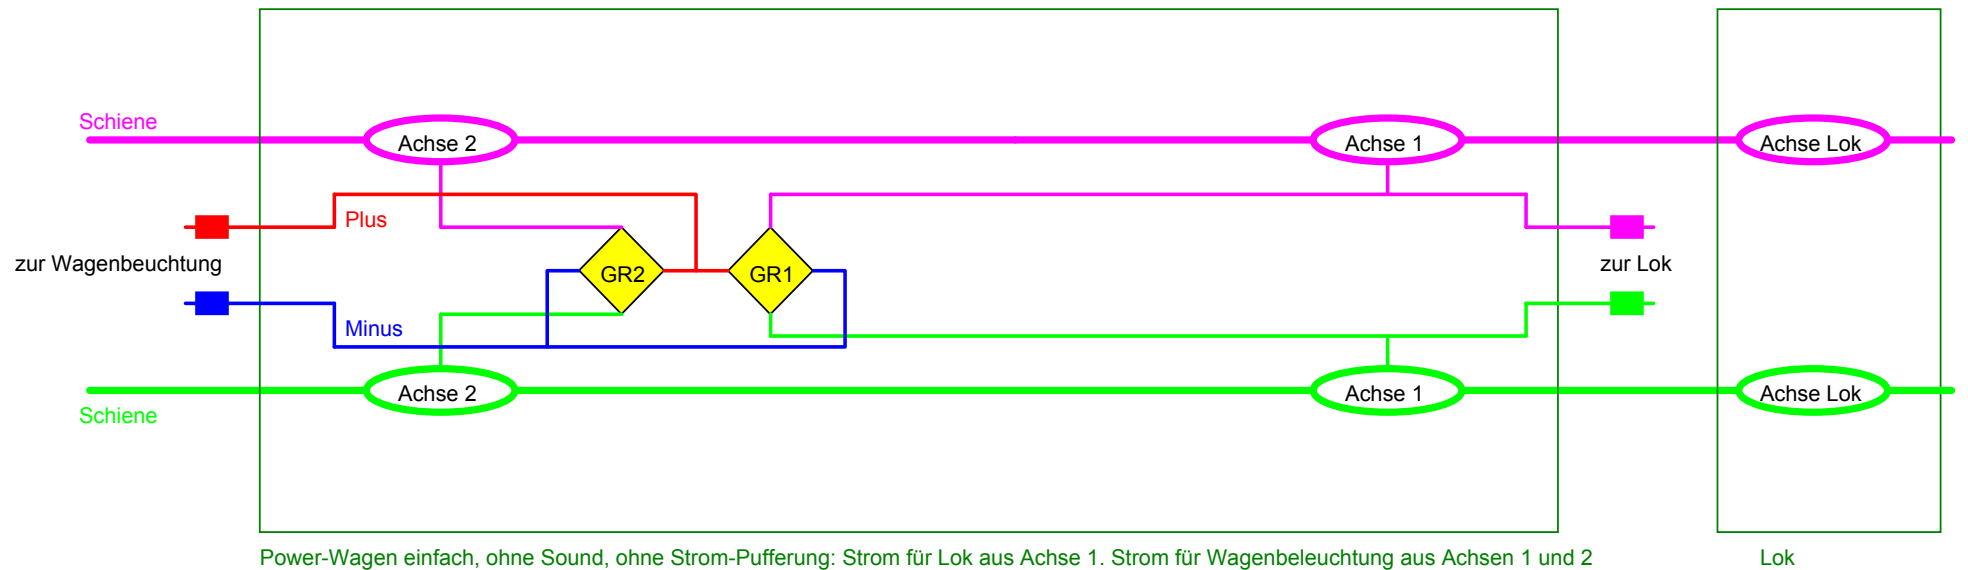 Schiene
Achse 2
Achse 1
Achse Lok
Plus
zur Wagenbeuchtung
GR2
GR1
zur Lok
Minus
Achse 2
Achse 1
Achse Lok
Schiene
Power-Wagen einfach, ohne Sound, ohne Strom-Pufferung: Strom für Lok aus Achse 1. Strom für Wagenbeleuchtung aus Achsen 1 und 2
Lok